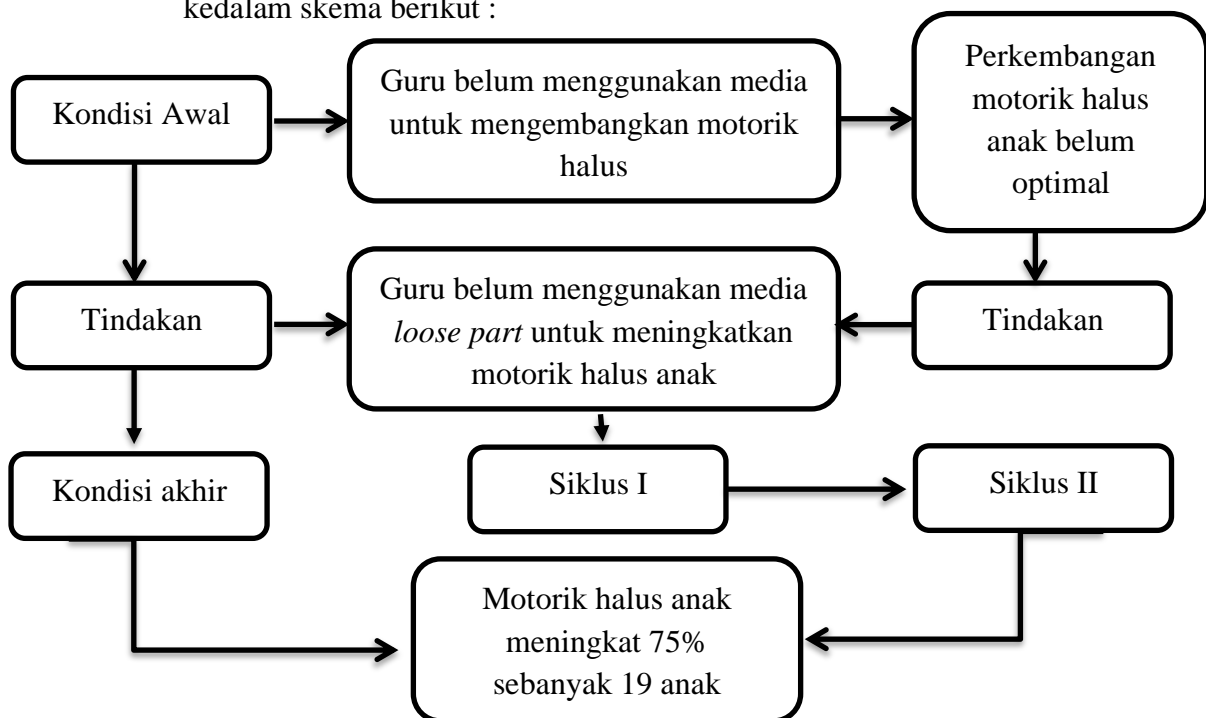 kedalam skema berikut :
Kondisi Awal
Guru belum menggunakan media
untuk mengembangkan motorik
halus
Perkembangan
motorik halus
anak belum
optimal
Tindakan
Guru belum menggunakan media
loose part untuk meningkatkan
motorik halus anak
Tindakan
Kondisi akhir
Siklus I
Siklus II
Motorik halus anak
meningkat 75%
sebanyak 19 anak